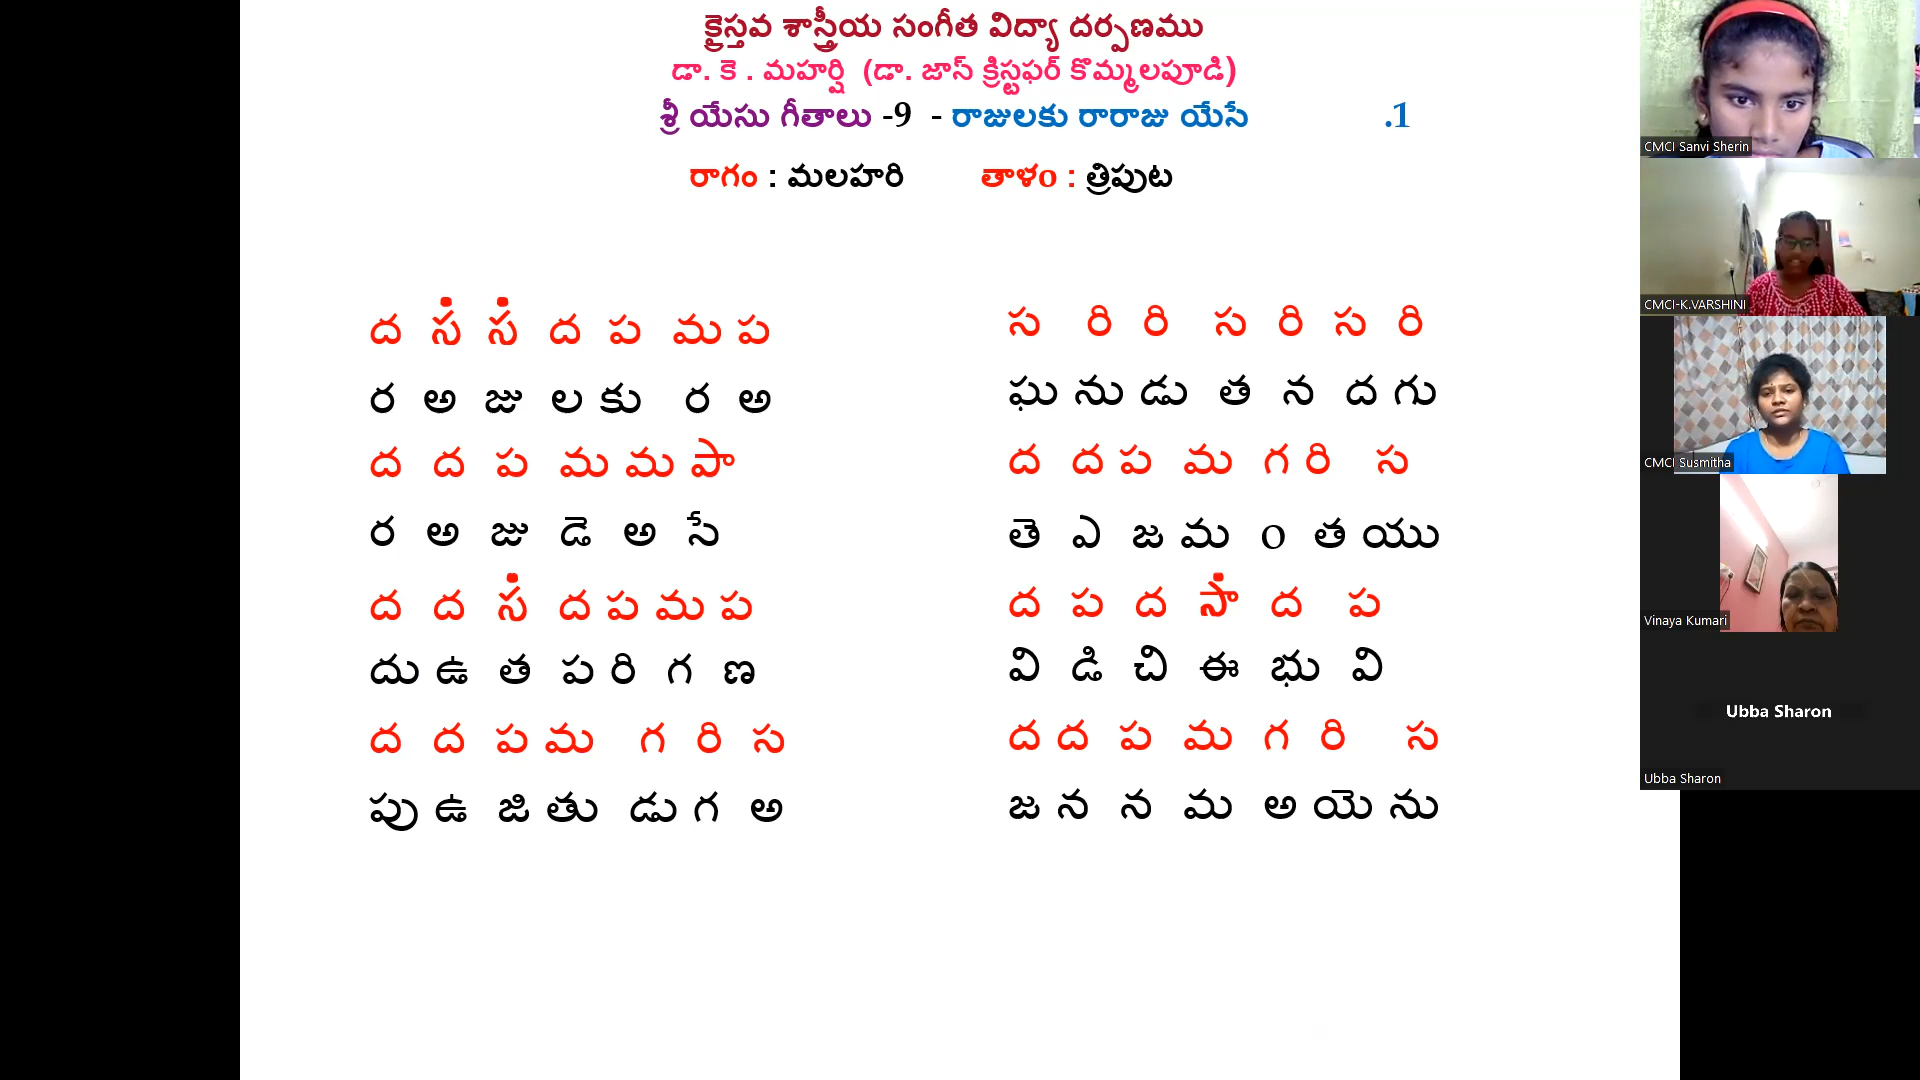 క్రైస్తవ శాస్త్రీయ సంగీత విద్యా దర్పణము
డా. కె . మహర్షి (డా. జాస్ క్రిస్టఫర్ కొమ్మలపూడి)
శ్రీ యేసు గీతాలు -9 - రాజులకు రారాజు యేసే .1
రాగం : మలహరి తాళం : త్రిపుట
ద సં సં ద ప మ ప
ర అ జు ల కు ర అ
ద ద ప మ మ పా
ర అ జు డె అ సే
ద ద స ద ప మ ప
దు ఉ త ప రి గ ణ
ద ద ప మ గ రి స
పు ఉ జి తు డు గ అ
స రి రి స రి స రి
ఘ ను డు త న ద గు
ద ద ప మ గ రి స
తె ఎ జ మ ం త యు
ద ప ద సా ద ప
వి డి చి ఈ భు వి
ద ద ప మ గ రి స
జ న న మ అ యె ను
CMCI Sanvi Sherin
CMCI-K.VARSHINI
CMCI Susmitha
Vinaya Kumari
Ubba Sharon
Ubba Sharon